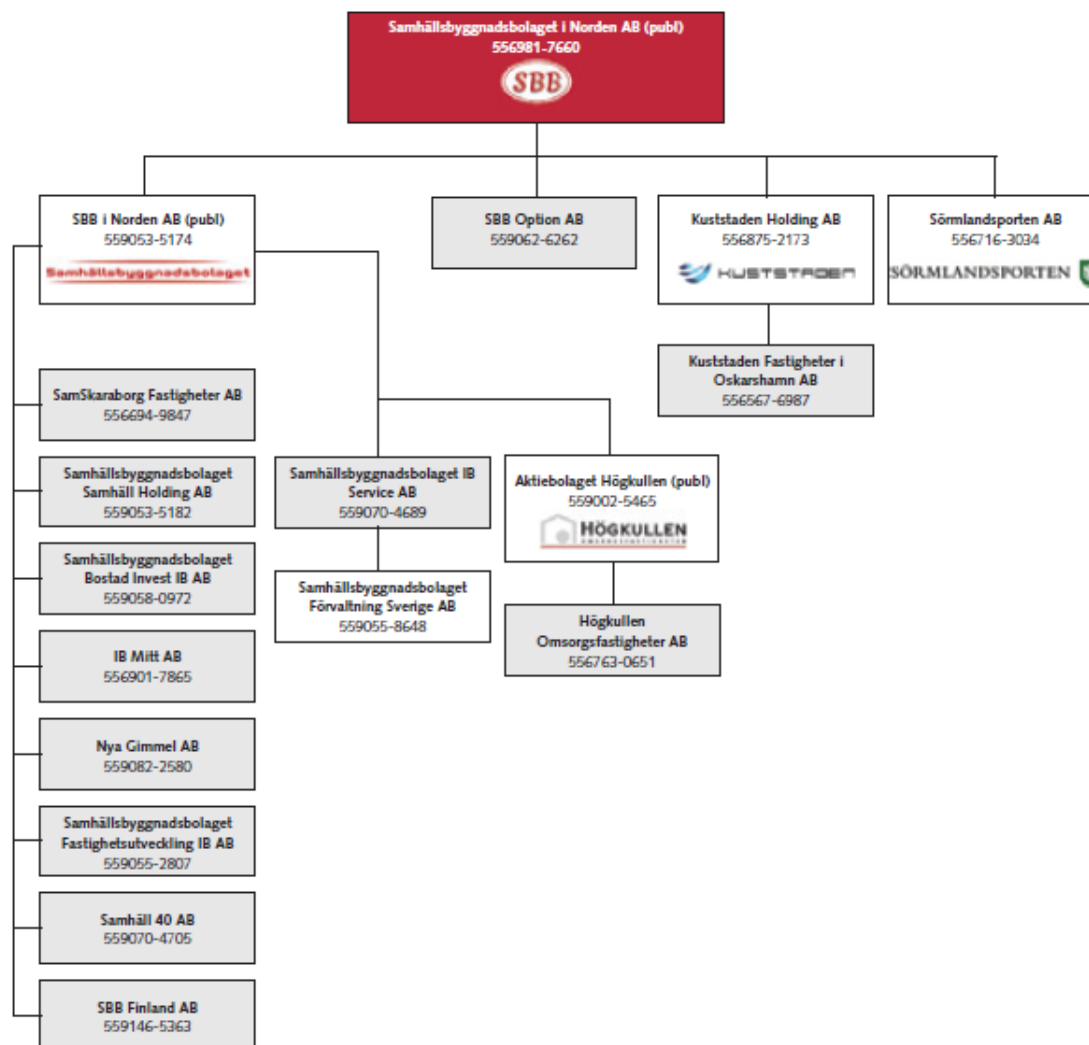 Samhällsbyggnadsbolaget i Norden AB (publ)
556981-7660
SBB
SBB i Norden AB (publ)
559053-5174
Samhällsbyggnadsbolaget
SBB Option AB
559062-6262
Kuststaden Holding AB
556875-2173
KUSTSTADEN
Sörmlandsporten AB
556716-3034
SÖRMLANDSPORTEN
Kuststaden Fastigheter i
Oskarshamn AB
556567-6987
SamSkaraborg Fastigheter AB
556694-9847
Samhällsbyggnadsbolaget
Samhäll Holding AB
559053-5182
Samhällsbyggnadsbolaget IB
Service AB
559070-4689
Aktiebolaget Högkullen (publ)
559002-5465
HÖGKULLEN
OMSORGSFASTIGHETER
Samhällsbyggnadsbolaget
Bostad Invest IB AB
559058-0972
Samhällsbyggnadsbolaget
Förvaltning Sverige AB
559055-8648
Högkullen
Omsorgsfastigheter AB
556763-0651
IB Mitt AB
556901-7865
Nya Gimmel AB
559082-2580
Samhällsbyggnadsbolaget
Fastighetsutveckling IB AB
559055-2807
Samhäll 40 AB
559070-4705
SBB Finland AB
559146-5363